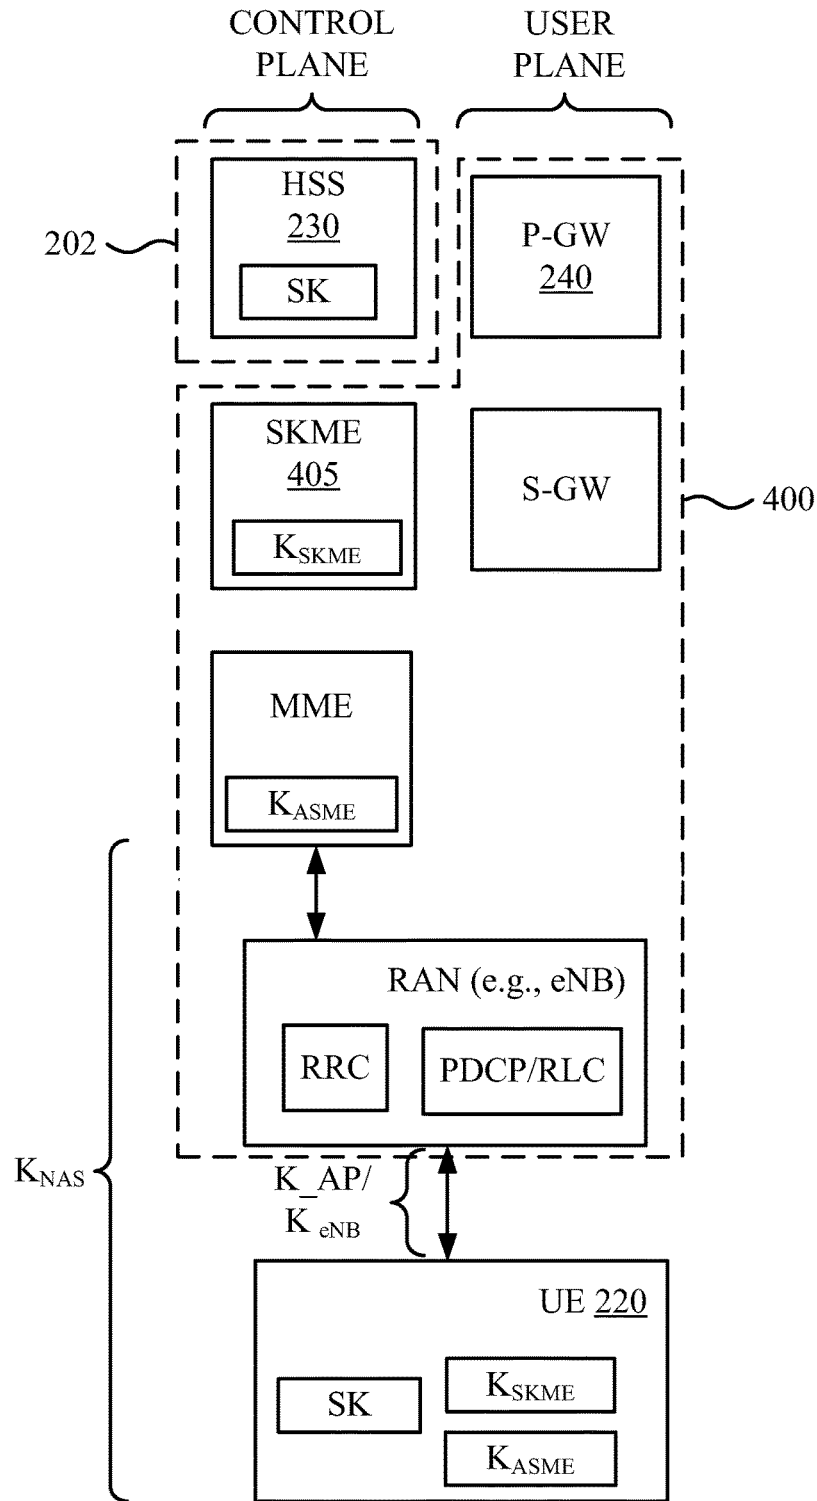 CONTROL
PLANE
USER
PLANE
HSS
230
SK
202
P-GW
240
SKME
405
K_SKME
S-GW
400
MME
K_ASME
RAN (e.g., eNB)
RRC
PDCP/RLC
K_NAS
K_AP/
K eNB
UE 220
SK
K_SKME
K_ASME